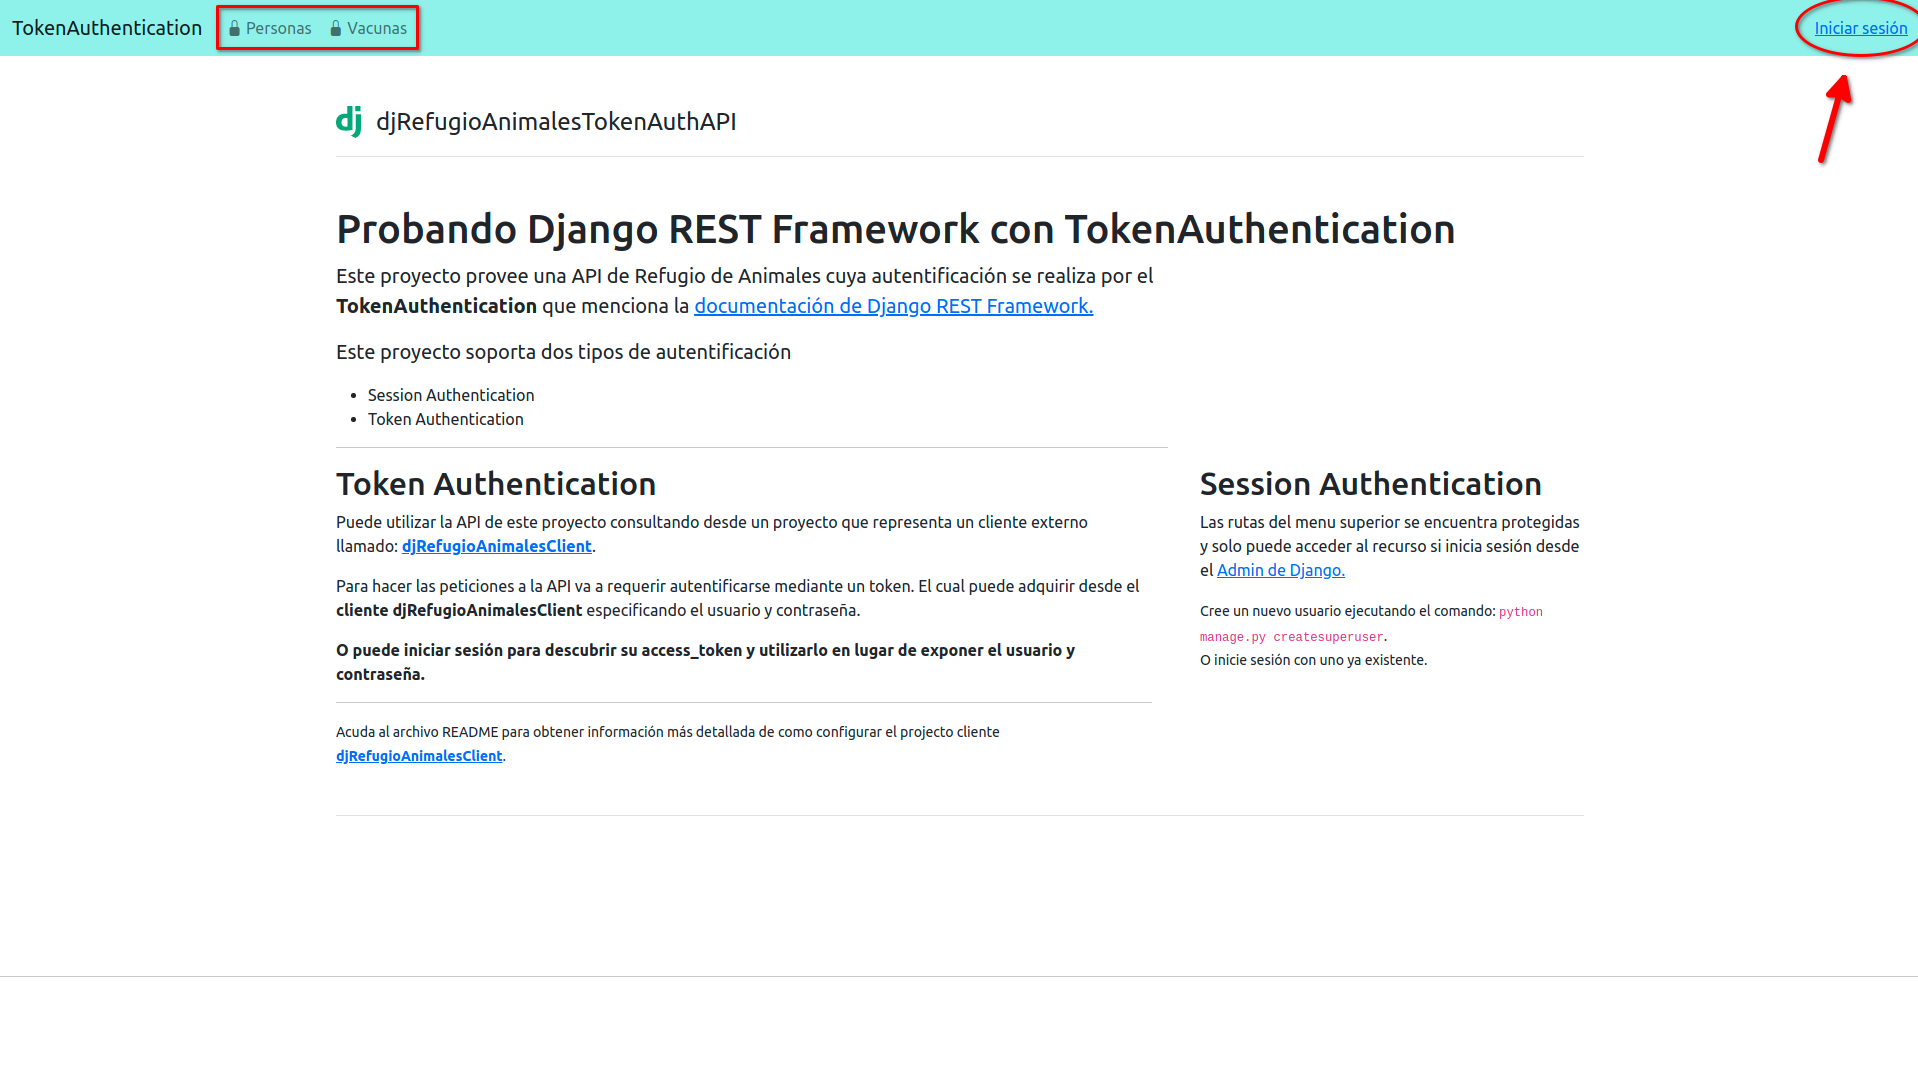 TokenAuthentication Personas Vacunas Iniciar sesión
dj djRefugioAnimalesTokenAuthAPI
Probando Django REST Framework con TokenAuthentication
Este proyecto provee una API de Refugio de Animales cuya autentificación se realiza por el
TokenAuthentication que menciona la documentación de Django REST Framework.
Este proyecto soporta dos tipos de autentificación
• Session Authentication
• Token Authentication
Token Authentication
Puede utilizar la API de este proyecto consultando desde un proyecto que representa un cliente externo
llamado: djRefugioAnimalesClient.
Para hacer las peticiones a la API va a requerir autentificarse mediante un token. El cual puede adquirir desde el
cliente djRefugioAnimalesClient especificando el usuario y contraseña.
O puede iniciar sesión para descubrir su access_token y utilizarlo en lugar de exponer el usuario y
contraseña.
Acuda al archivo README para obtener información más detallada de como configurar el projecto cliente
djRefugioAnimalesClient.
Session Authentication
Las rutas del menu superior se encuentra protegidas
y solo puede acceder al recurso si inicia sesión desde
el Admin de Django.
Cree un nuevo usuario ejecutando el comando: python
manage.py createsuperuser.
O inicie sesión con uno ya existente.